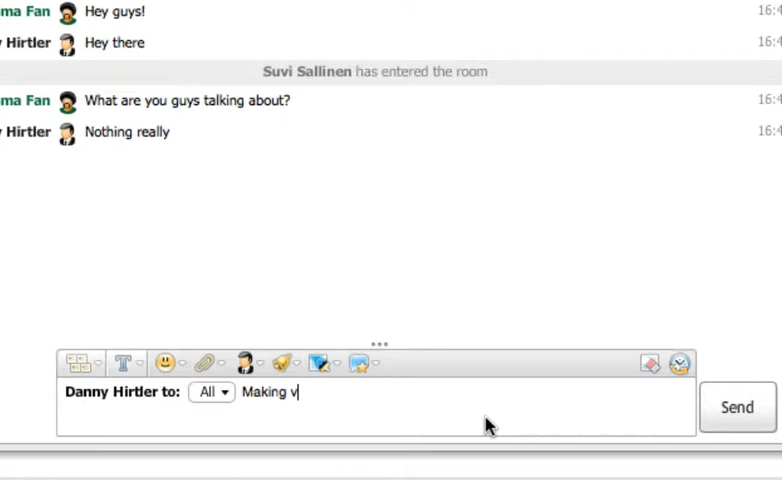 ma Fan Hey guys! 16:4
y Hirtler Hey there 16:4
Suvi Sallinen has entered the room
ma Fan What are you guys talking about? 16:4
y Hirtler Nothing really 16:4
Danny Hirtler to: All Making v
Send